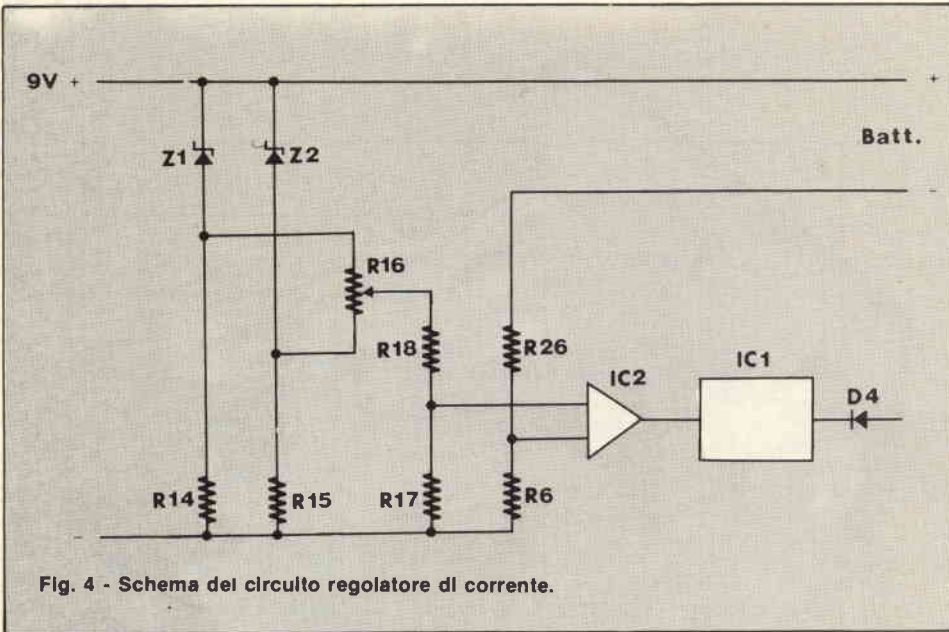 9V +
+
Batt.
Z1
Z2
-
R16
R18
R26
IC2
IC1
D4
R14
R15
R17
R6
-
Fig. 4 - Schema del circuito regolatore di corrente.